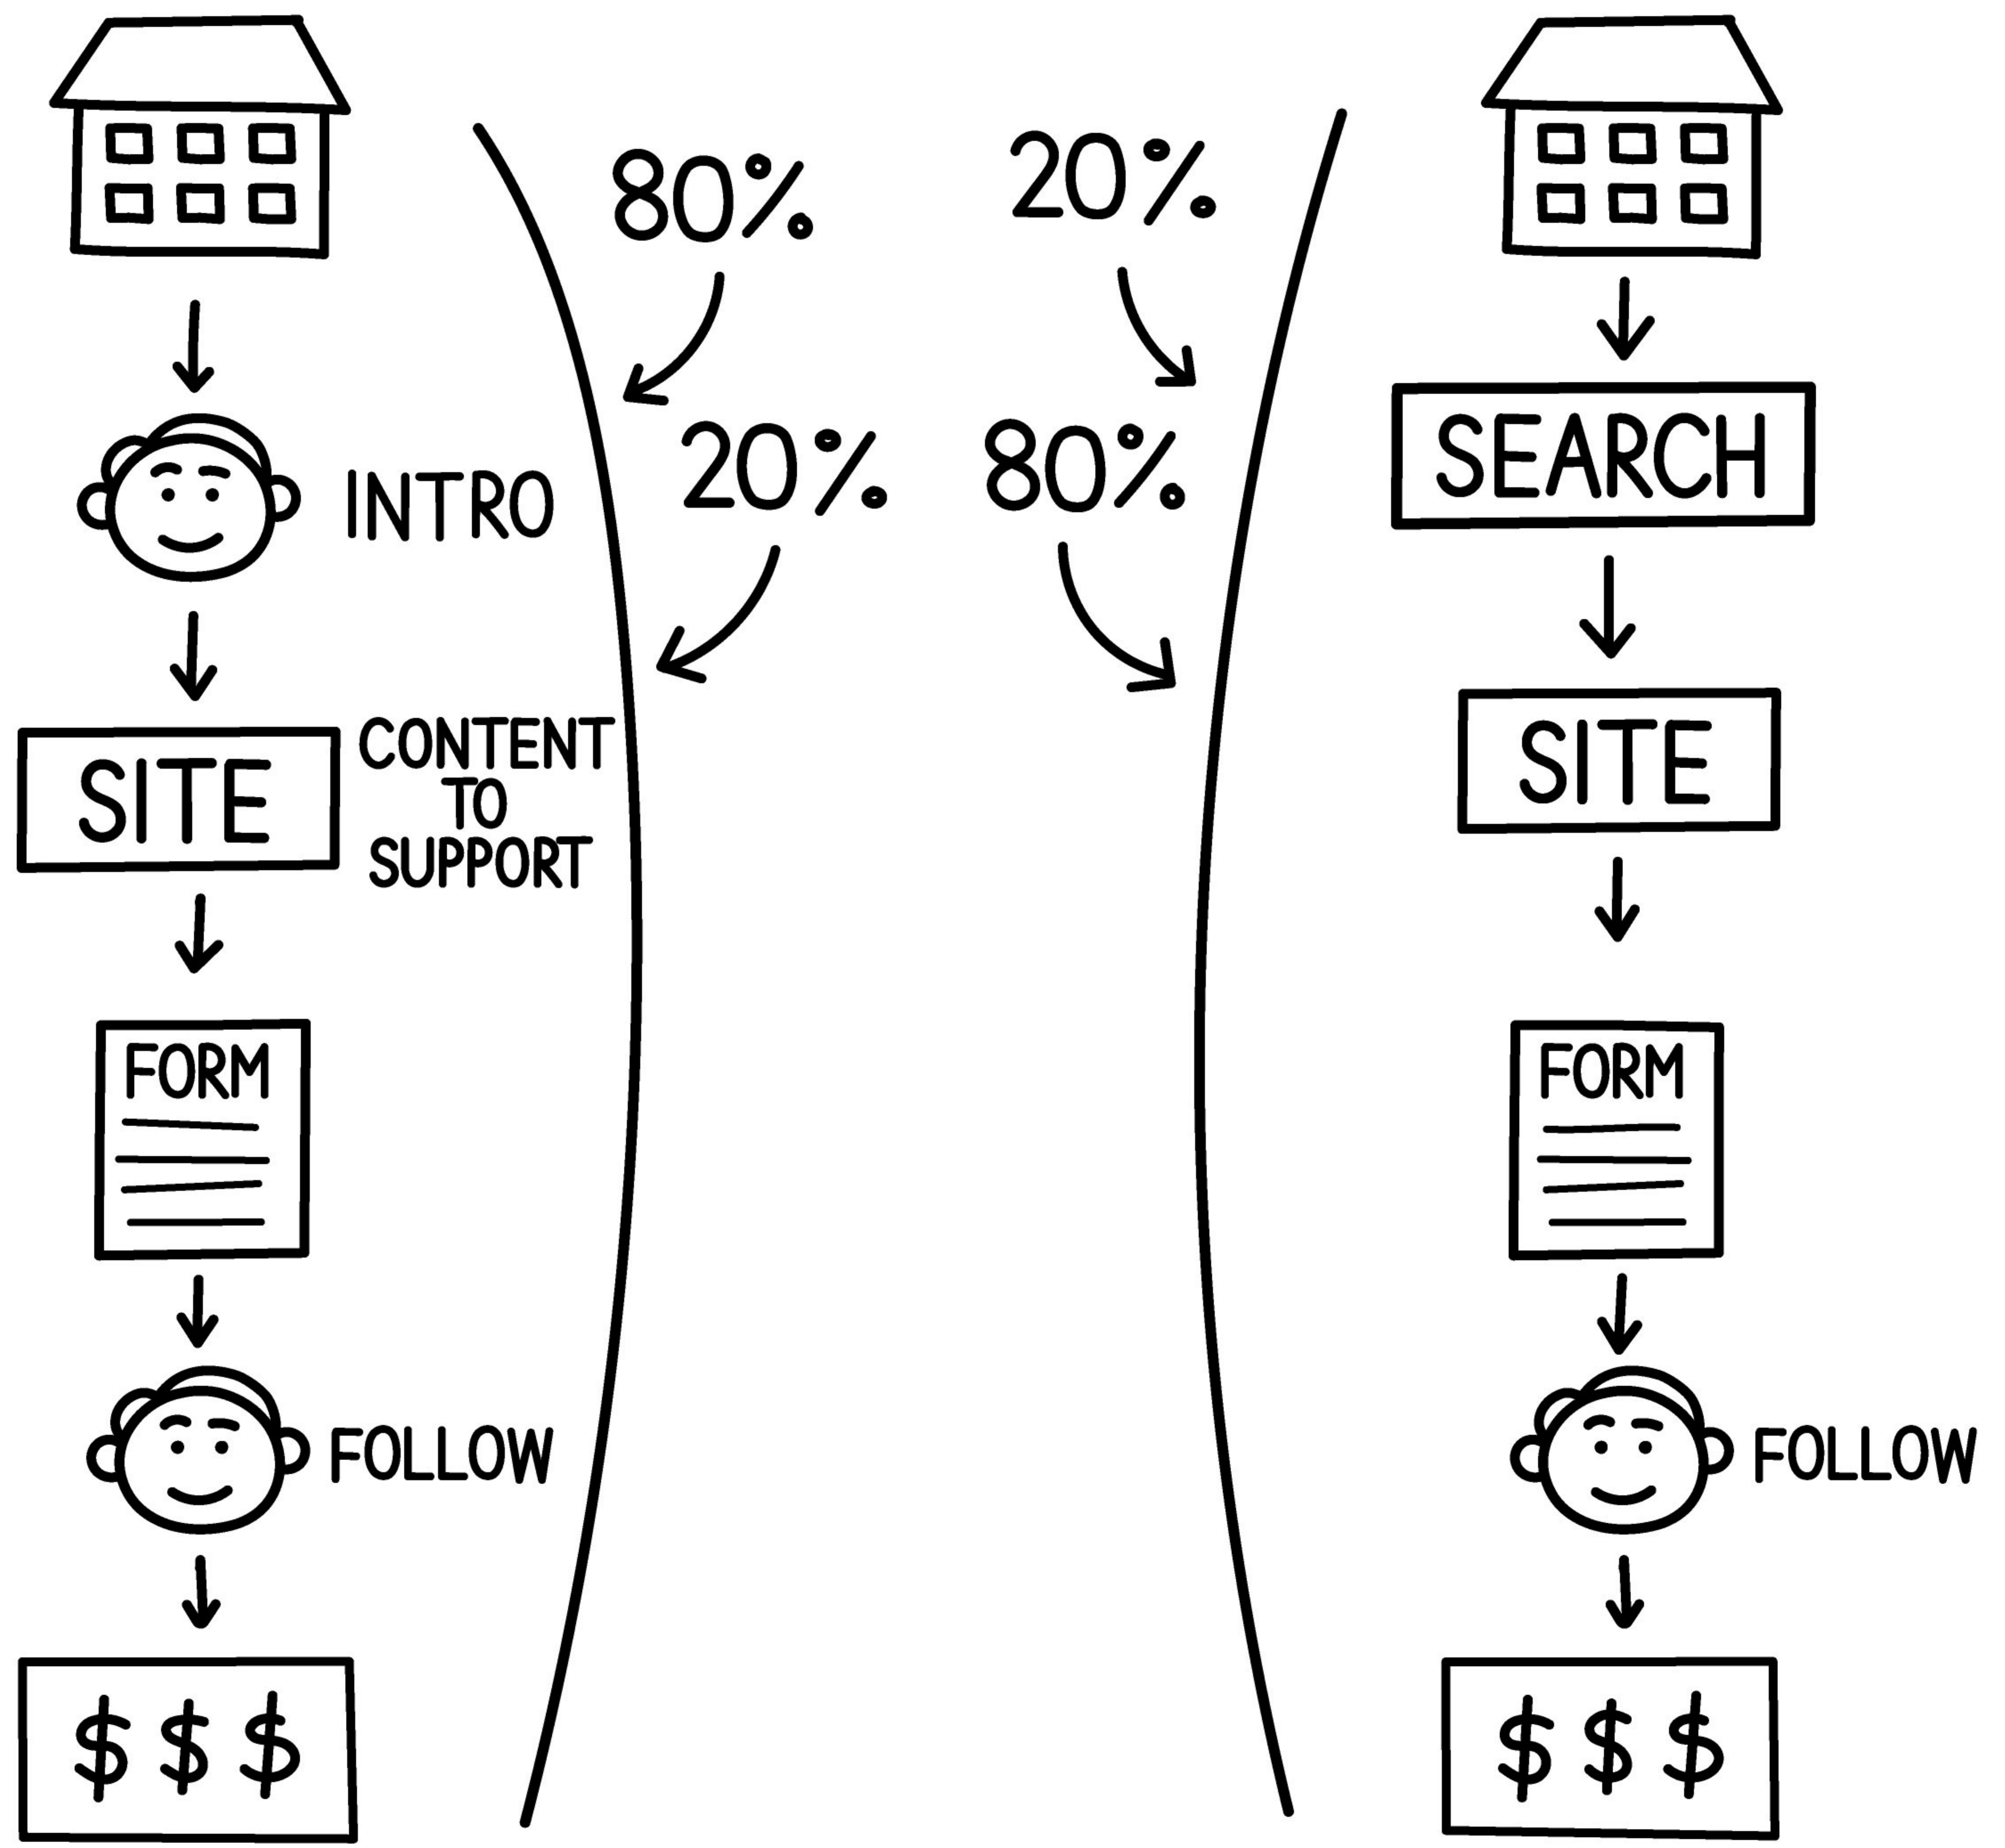 80%
20%
INTRO
20%
80%
SEARCH
SITE
CONTENT
TO
SUPPORT
SITE
FORM
FORM
FOLLOW
FOLLOW
$ $ $
$ $ $